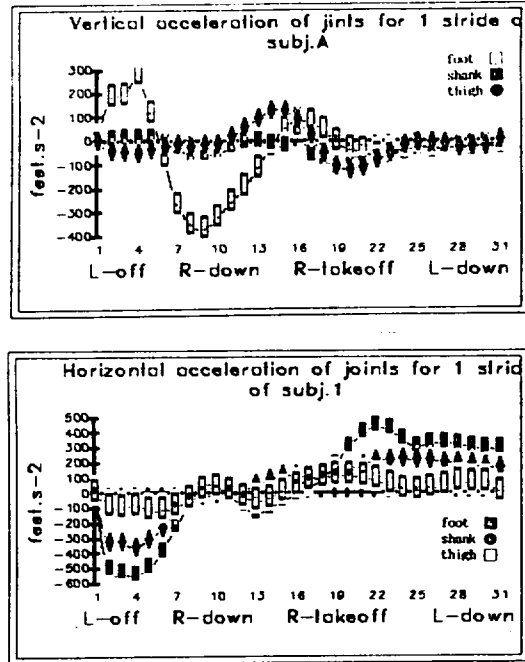 Vertical acceleration of jints for 1 stride o
subj.A
foot
shank
thigh
300
200
100
0
-100
-200
-300
-400
feet.s-2
1 4 7 10 13 16 19 22 25 28 31
L-off R-down R-takeoff L-down
Horizontal acceleration of joints for 1 strid
of subj.1
500
400
300
200
100
0
-100
-200
-300
-400
-500
-600
feet.s-2
foot
shank
thigh
1 4 7 10 13 16 19 22 25 28 31
L-off R-down R-takeoff L-down